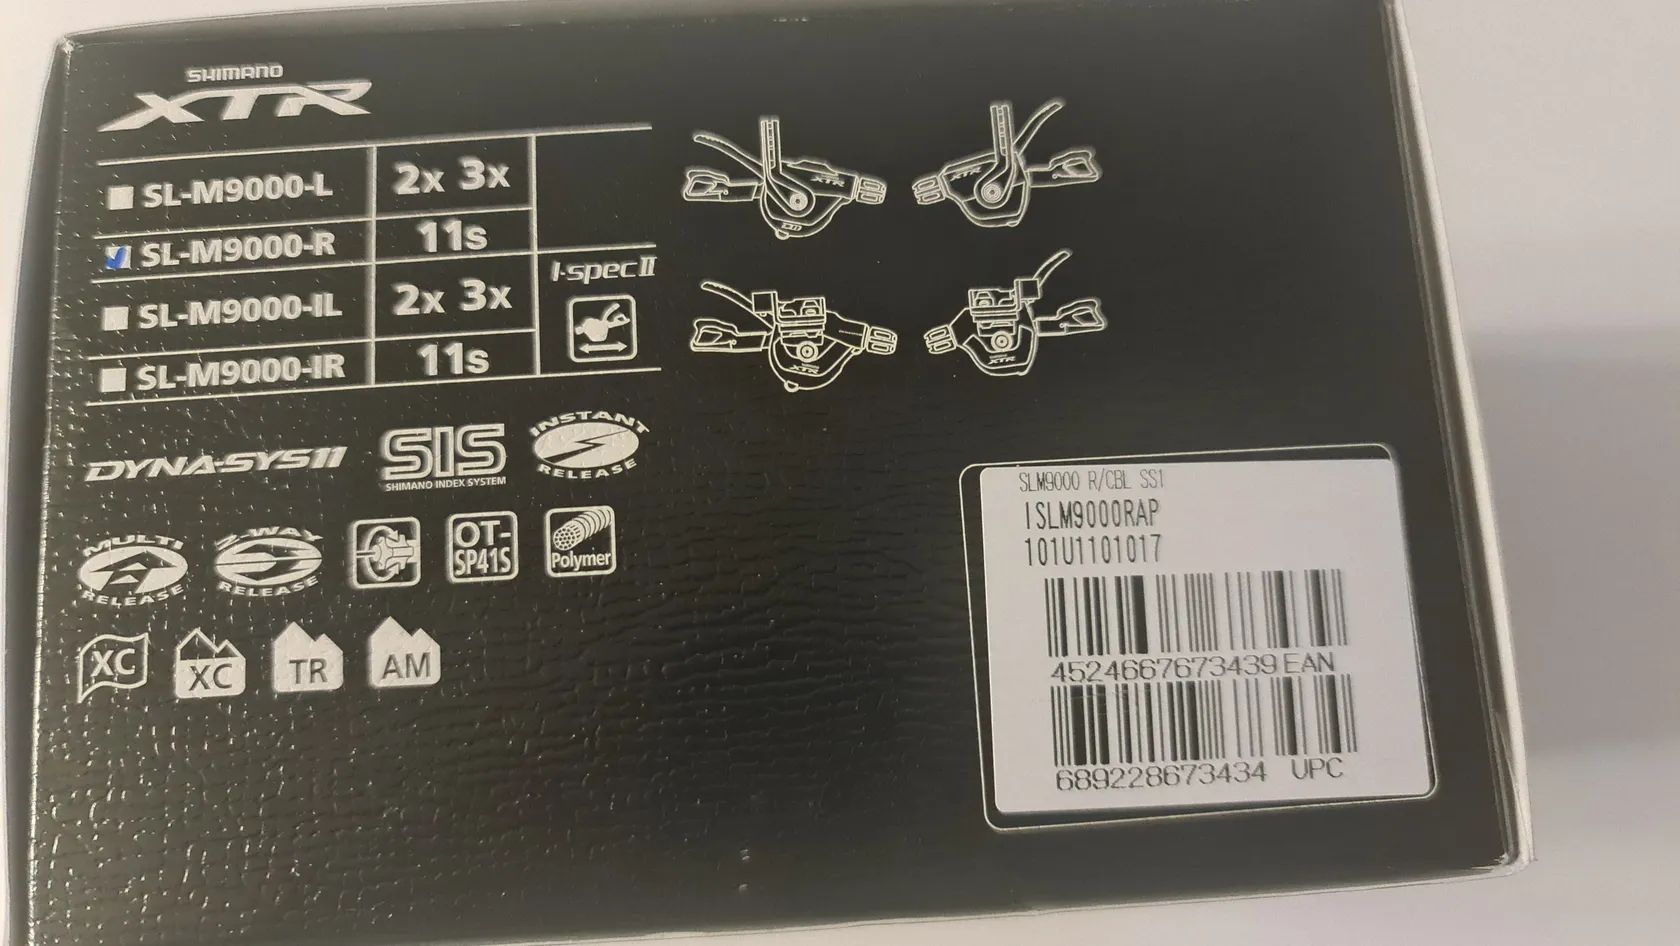 SHIMANO
XTR
SL-M9000-L 2x 3x
SL-M9000-R 11s
SL-M9000-IL 2x 3x
SL-M9000-IR 11s
I-spec II
DYNA-SYS11
SIS
SHIMANO INDEX SYSTEM
INSTANT
RELEASE
MULTI
RELEASE
2-WAY
RELEASE
OT-
SP41S
Polymer
XC
XC
TR
AM
XTR
XTR
XTR
XTR
SLM9000 R/CBL SS1
ISLM9000RAP
101U1101017
4524667673439 EAN
689228673434 UPC